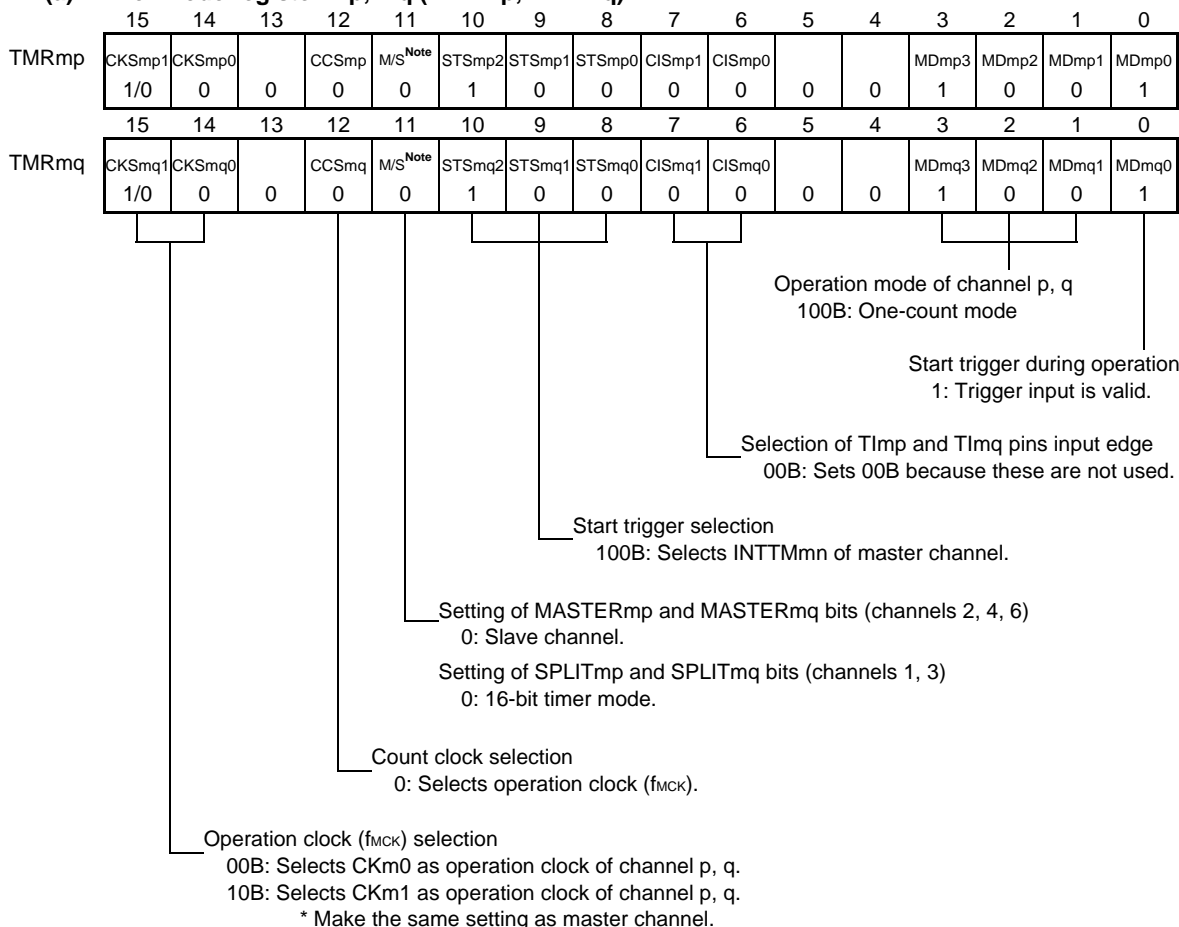 15 14 13 12 11 10 9 8 7 6 5 4 3 2 1 0
TMRmp CKSmp1 CKSmp0 CCSmp M/S Note STSmp2 STSmp1 STSmp0 CISmp1 CISmp0 MDmp3 MDmp2 MDmp1 MDmp0
1/0 0 0 0 0 1 0 0 0 0 0 0 1 0 0 1
15 14 13 12 11 10 9 8 7 6 5 4 3 2 1 0
TMRmq CKSmq1 CKSmq0 CCSmq M/S Note STSmq2 STSmq1 STSmq0 CISmq1 CISmq0 MDmq3 MDmq2 MDmq1 MDmq0
1/0 0 0 0 0 1 0 0 0 0 0 0 1 0 0 1
Operation mode of channel p, q
100B: One-count mode
Start trigger during operation
1: Trigger input is valid.
Selection of TImp and TImq pins input edge
00B: Sets 00B because these are not used.
Start trigger selection
100B: Selects INTTMmn of master channel.
Setting of MASTERmp and MASTERmq bits (channels 2, 4, 6)
0: Slave channel.
Setting of SPLITmp and SPLITmq bits (channels 1, 3)
0: 16-bit timer mode.
Count clock selection
0: Selects operation clock (fMCK).
Operation clock (fMCK) selection
00B: Selects CKm0 as operation clock of channel p, q.
10B: Selects CKm1 as operation clock of channel p, q.
* Make the same setting as master channel.